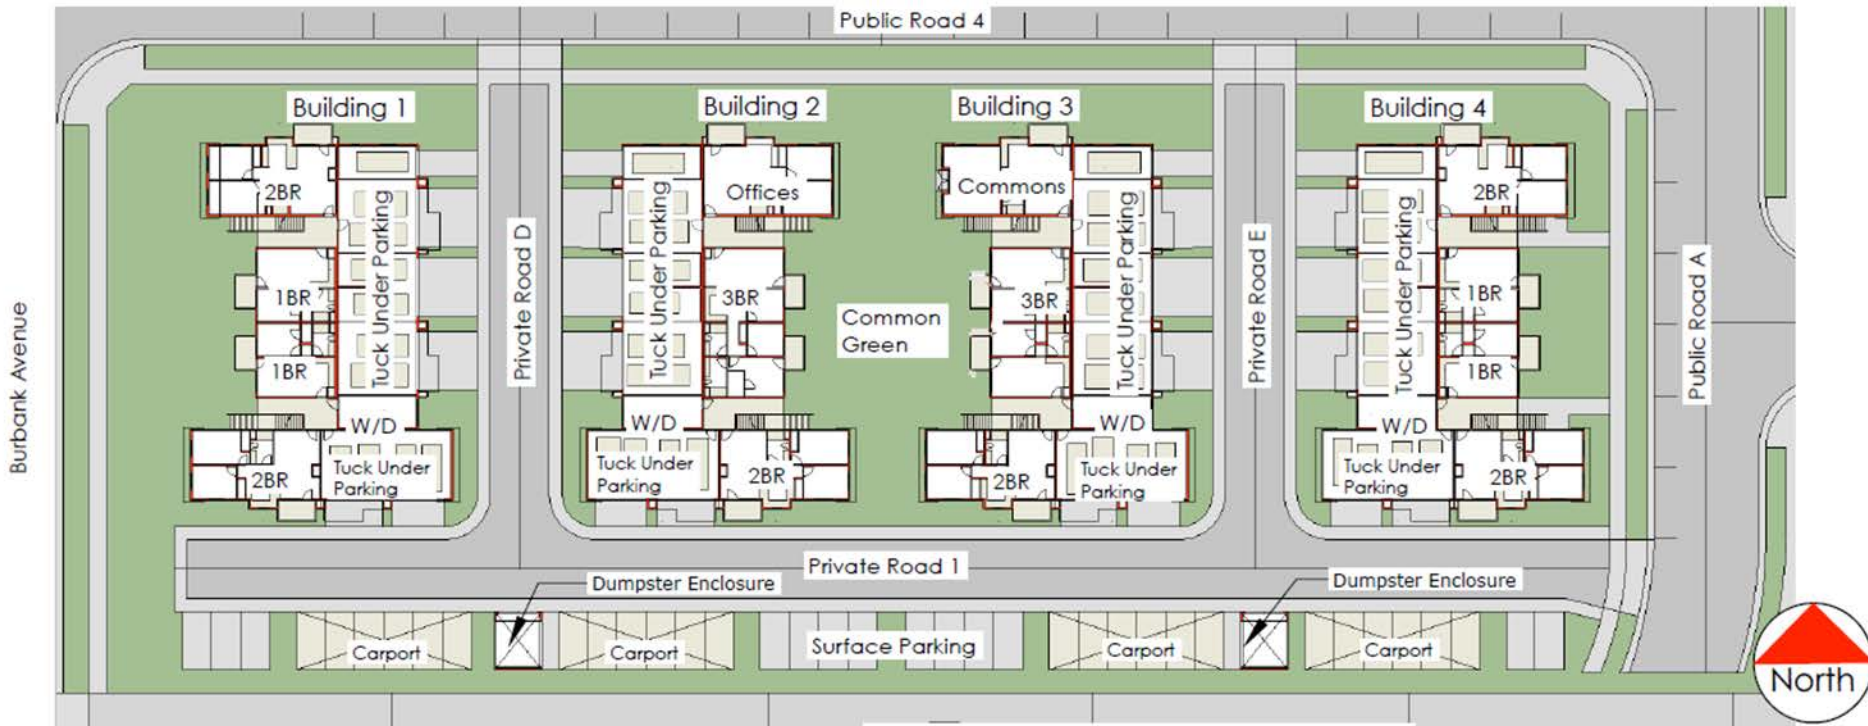 Public Road 4
Building 1
Building 2
Building 3
Building 4
2BR
Offices
Commons
2BR
Tuck Under Parking
Tuck Under Parking
Tuck Under Parking
Tuck Under Parking
Private Road D
Private Road E
Public Road A
Burbank Avenue
1BR
3BR
3BR
1BR
Common
Green
1BR
1BR
W/D
W/D
W/D
W/D
2BR
Tuck Under
Parking
Tuck Under
Parking
2BR
2BR
Tuck Under
Parking
Tuck Under
Parking
2BR
Private Road 1
Dumpster Enclosure
Dumpster Enclosure
Carport
Carport
Surface Parking
Carport
Carport
North